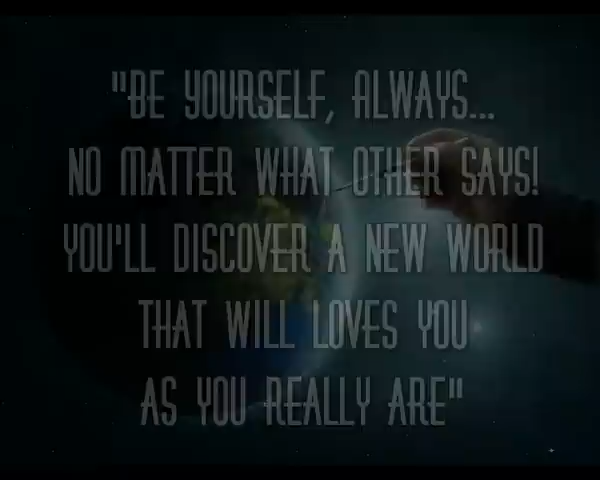 "BE YOURSELF, ALWAYS...
NO MATTER WHAT OTHER SAYS!
YOU'LL DISCOVER A NEW WORLD
THAT WILL LOVES YOU
AS YOU REALLY ARE"